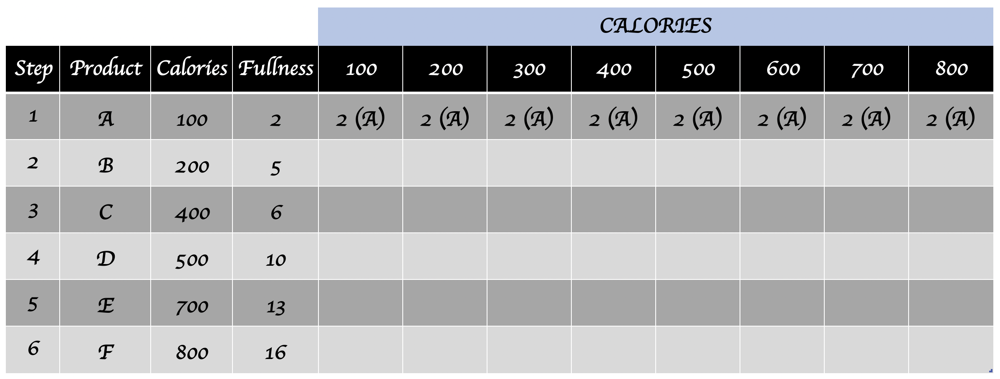 CALORIES
Step Product Calories Fullness 100 200 300 400 500 600 700 800
1 A 100 2 2 (A) 2 (A) 2 (A) 2 (A) 2 (A) 2 (A) 2 (A) 2 (A)
2 B 200 5
3 C 400 6
4 D 500 10
5 E 700 13
6 F 800 16